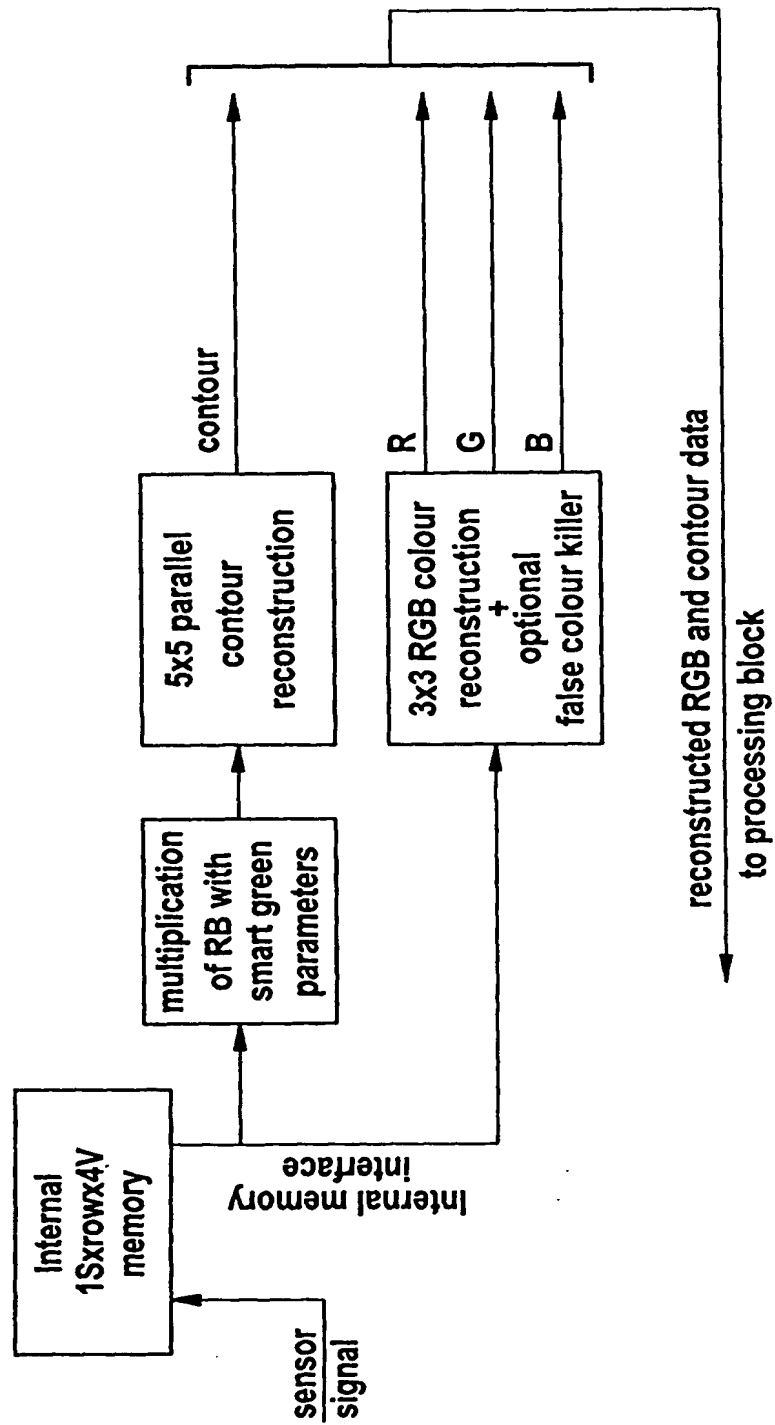 sensor
signal
Internal
1Sxrowx4V
memory
Internal memory
interface
multiplication
of RB with
smart green
parameters
5x5 parallel
contour
reconstruction
contour
3x3 RGB colour
reconstruction
+
optional
false colour killer
R
G
B
reconstructed RGB and contour data
to processing block